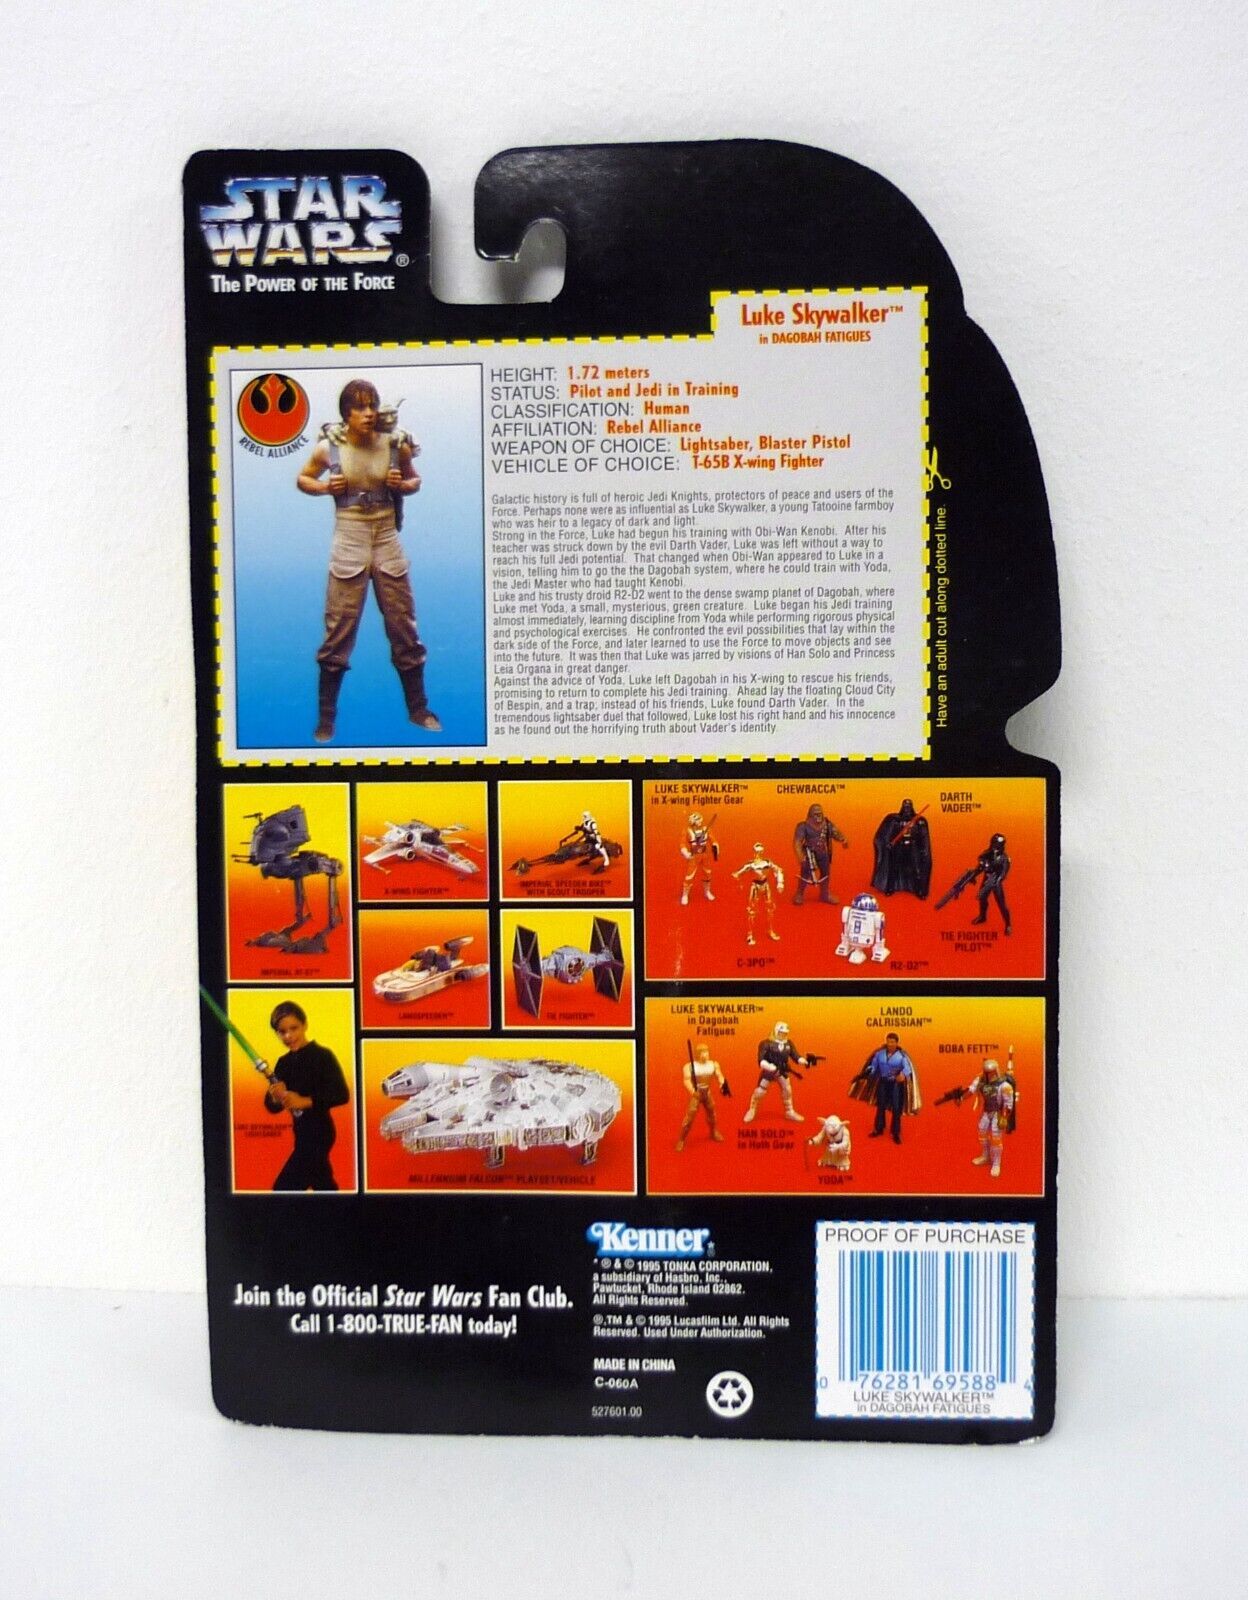 STAR
WARS®
The Power of the Force
Luke Skywalker™
in DAGOBAH FATIGUES
REBEL ALLIANCE
HEIGHT: 1.72 meters
STATUS: Pilot and Jedi in Training
CLASSIFICATION: Human
AFFILIATION: Rebel Alliance
WEAPON OF CHOICE: Lightsaber, Blaster Pistol
VEHICLE OF CHOICE: T-65B X-wing Fighter
Galactic history is full of heroic Jedi Knights, protectors of peace and users of the
Force. Perhaps none were as influential as Luke Skywalker, a young Tatooine farmboy
who was heir to a legacy of dark and light.
Strong in the Force, Luke had begun his training with Obi-Wan Kenobi. After his
teacher was struck down by the evil Darth Vader, Luke was left without a way to
reach his full Jedi potential. That changed when Obi-Wan appeared to Luke in a
vision, telling him to go the the Dagobah system, where he could train with Yoda,
the Jedi Master who had taught Kenobi.
Luke and his trusty droid R2-D2 went to the dense swamp planet of Dagobah, where
Luke met Yoda, a small, mysterious, green creature. Luke began his Jedi training
almost immediately, learning discipline from Yoda while performing rigorous physical
and psychological exercises. He confronted the evil possibilities that lay within the
dark side of the Force, and later learned to use the Force to move objects and see
into the future. It was then that Luke was jarred by visions of Han Solo and Princess
Leia Organa in great danger.
Against the advice of Yoda, Luke left Dagobah in his X-wing to rescue his friends,
promising to return to complete his Jedi training. Ahead lay the floating Cloud City
of Bespin, and a trap; instead of his friends, Luke found Darth Vader. In the
tremendous lightsaber duel that followed, Luke lost his right hand and his innocence
as he found out the horrifying truth about Vader's identity.
Have an adult cut along dotted line.
IMPERIAL AT-ST™
X-WING FIGHTER™
IMPERIAL SPEEDER BIKE™
WITH SCOUT TROOPER
LANDSPEEDER™
TIE FIGHTER™
LUKE SKYWALKER™
LIGHTSABER
MILLENNIUM FALCON™ PLAYSET/VEHICLE
LUKE SKYWALKER™
in X-wing Fighter Gear
CHEWBACCA™
DARTH
VADER™
C-3PO™
R2-D2™
TIE FIGHTER
PILOT™
LUKE SKYWALKER™
in Dagobah
Fatigues
LANDO
CALRISSIAN™
BOBA FETT™
HAN SOLO™
in Hoth Gear
YODA™
Join the Official Star Wars Fan Club.
Call 1-800-TRUE-FAN today!
Kenner
* ® & © 1995 TONKA CORPORATION,
a subsidiary of Hasbro, Inc.,
Pawtucket, Rhode Island 02862.
All Rights Reserved.
®,TM & © 1995 Lucasfilm Ltd. All Rights
Reserved. Used Under Authorization.
MADE IN CHINA
C-060A
527601.00
PROOF OF PURCHASE
0 76281 69588 4
LUKE SKYWALKER™
in DAGOBAH FATIGUES